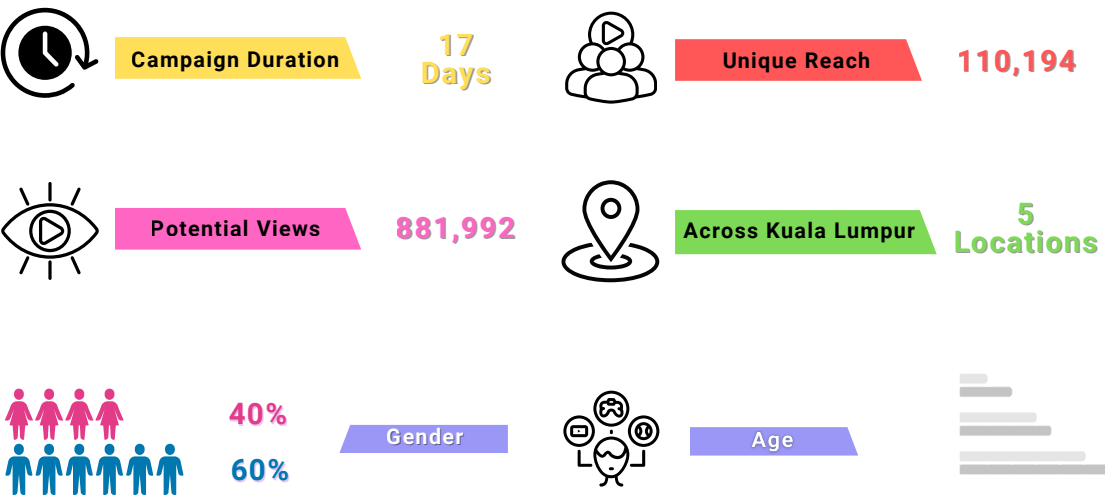 Campaign Duration
17
Days
Unique Reach
110,194
Potential Views
881,992
Across Kuala Lumpur
5
Locations
40%
60%
Gender
Age